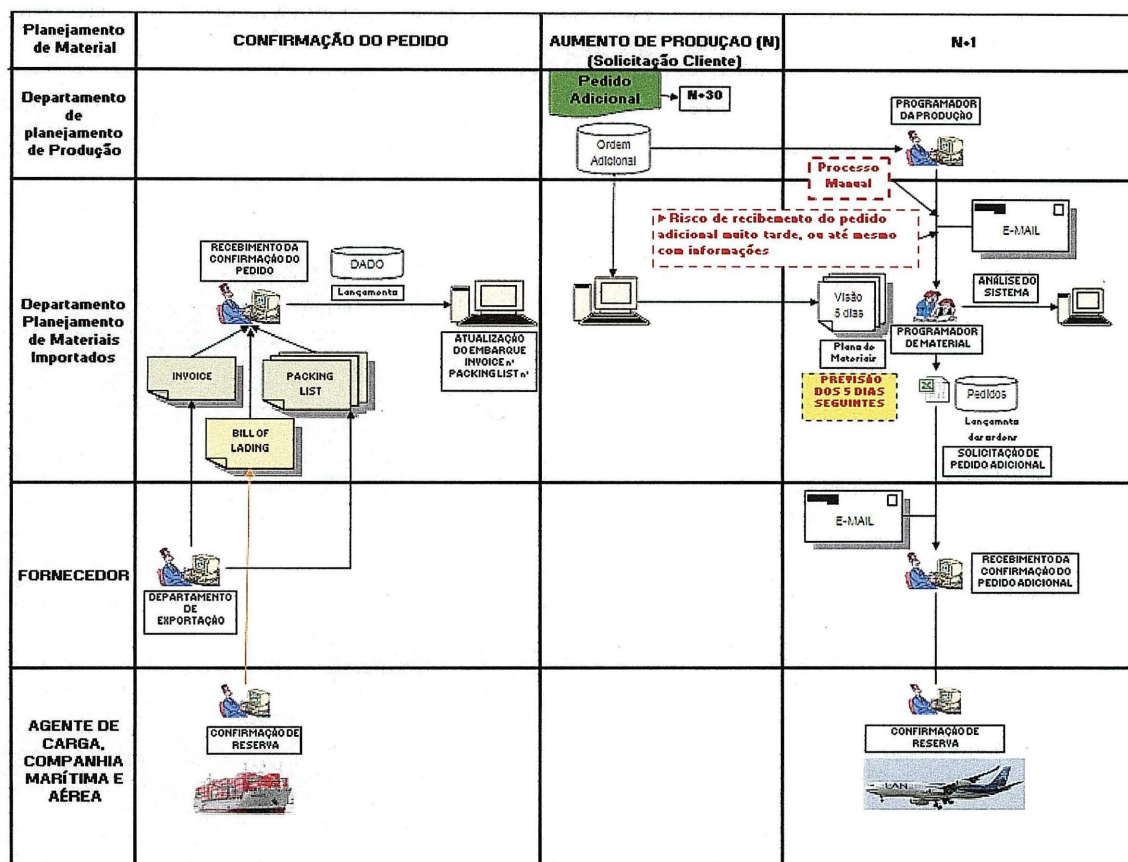 Planejamento
de Material
CONFIRMAÇÃO DO PEDIDO
AUMENTO DE PRODUÇAO (N)
(Solicitação Cliente)
N+1
Departamento
de
planejamento
de Produção
Pedido
Adicional
N+30
Ordem
Adicional
PROGRAMADOR
DA PRODUÇÃO
Processo
Manual
Departamento
Planejamento
de Materiais
Importados
RECEBIMENTO DA
CONFIRMAÇÃO DO
PEDIDO
DADO
Lançamento
ATUALIZAÇÃO
DO EMBARQUE
INVOICE nº
PACKING LIST nº
INVOICE
PACKING
LIST
BILL OF
LADING
Risco de recibemento do pedido
adicional muito tarde, ou até mesmo
com informações
E-MAIL
Visão
5 dias
Plano de
Materiais
PREVISÃO
DOS 5 DIAS
SEGUINTES
ANÁLISE DO
SISTEMA
PROGRAMADOR
DE MATERIAL
Pedidos
Lançamnto
das ordens
SOLICITAÇÃO DE
PEDIDO ADICIONAL
FORNECEDOR
DEPARTAMENTO
DE
EXPORTAÇÃO
E-MAIL
RECEBIMENTO DA
CONFIRMAÇÃO DO
PEDIDO ADICIONAL
AGENTE DE
CARGA,
COMPANHIA
MARÍTIMA E
AÉREA
CONFIRMAÇÃO DE
RESERVA
CONFIRMAÇÃO DE
RESERVA
LAN